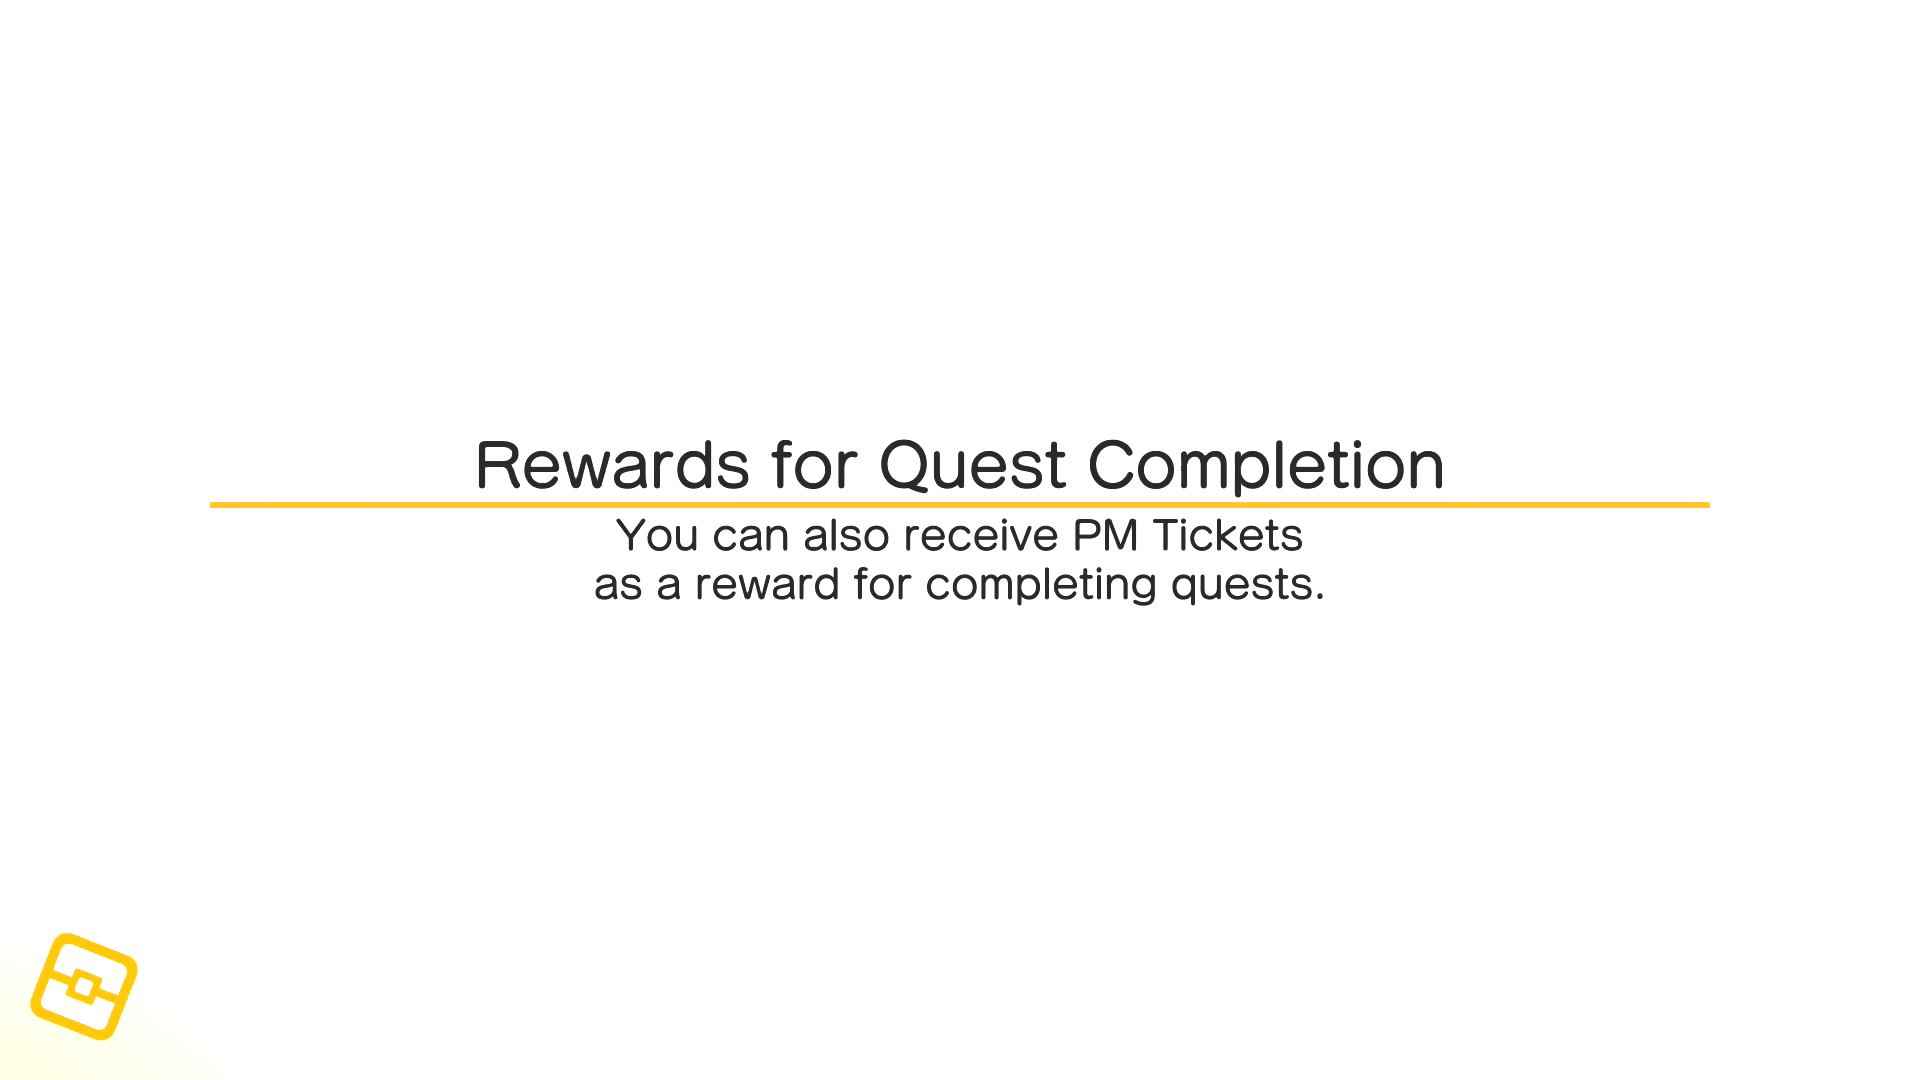 Rewards for Quest Completion
You can also receive PM Tickets
as a reward for completing quests.